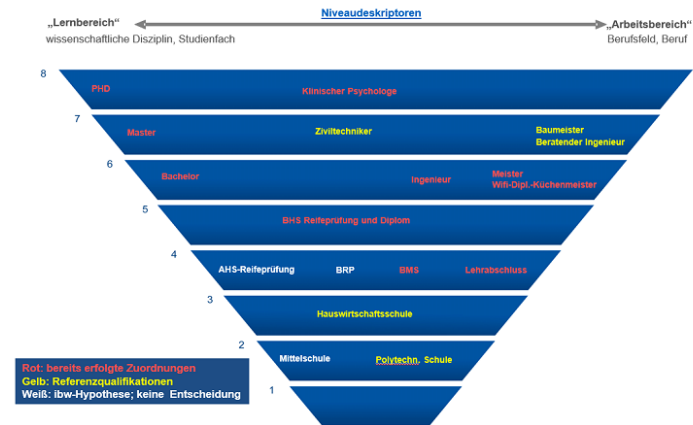 Niveaudeskriptoren
„Lernbereich“
„Arbeitsbereich“
wissenschaftliche Disziplin, Studienfach
Berufsfeld, Beruf
8
PHD
Klinischer Psychologe
7
Master
Ziviltechniker
Baumeister
Beratender Ingenieur
6
Bachelor
Ingenieur
Meister
Wifi-Dipl.-Küchenmeister
5
BHS Reifeprüfung und Diplom
4
AHS-Reifeprüfung
BRP
BMS
Lehrabschluss
3
Hauswirtschaftsschule
2
Mittelschule
Polytechn. Schule
1
Rot: bereits erfolgte Zuordnungen
Gelb: Referenzqualifikationen
Weiß: ibw-Hypothese; keine Entscheidung